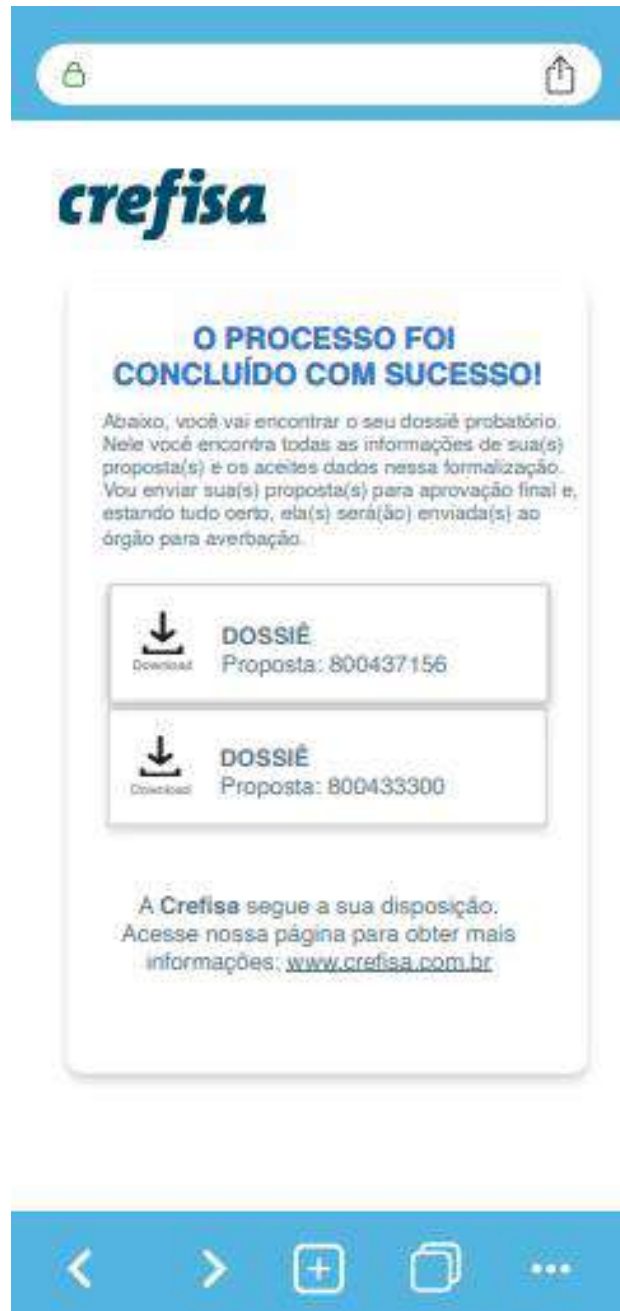 crefisa
O PROCESSO FOI
CONCLUÍDO COM SUCESSO!
Abaixo, você vai encontrar o seu dossiê probatório.
Nele você encontra todas as informações de sua(s)
proposta(s) e os aceites dados nessa formalização.
Vou enviar sua(s) proposta(s) para aprovação final e,
estando tudo certo, ela(s) será(ão) enviada(s) ao
órgão para averbação.
DOSSIÊ
Download
Proposta: 800437156
DOSSIÊ
Download
Proposta: 800433300
A Crefisa segue a sua disposição.
Acesse nossa página para obter mais
informações: www.crefisa.com.br